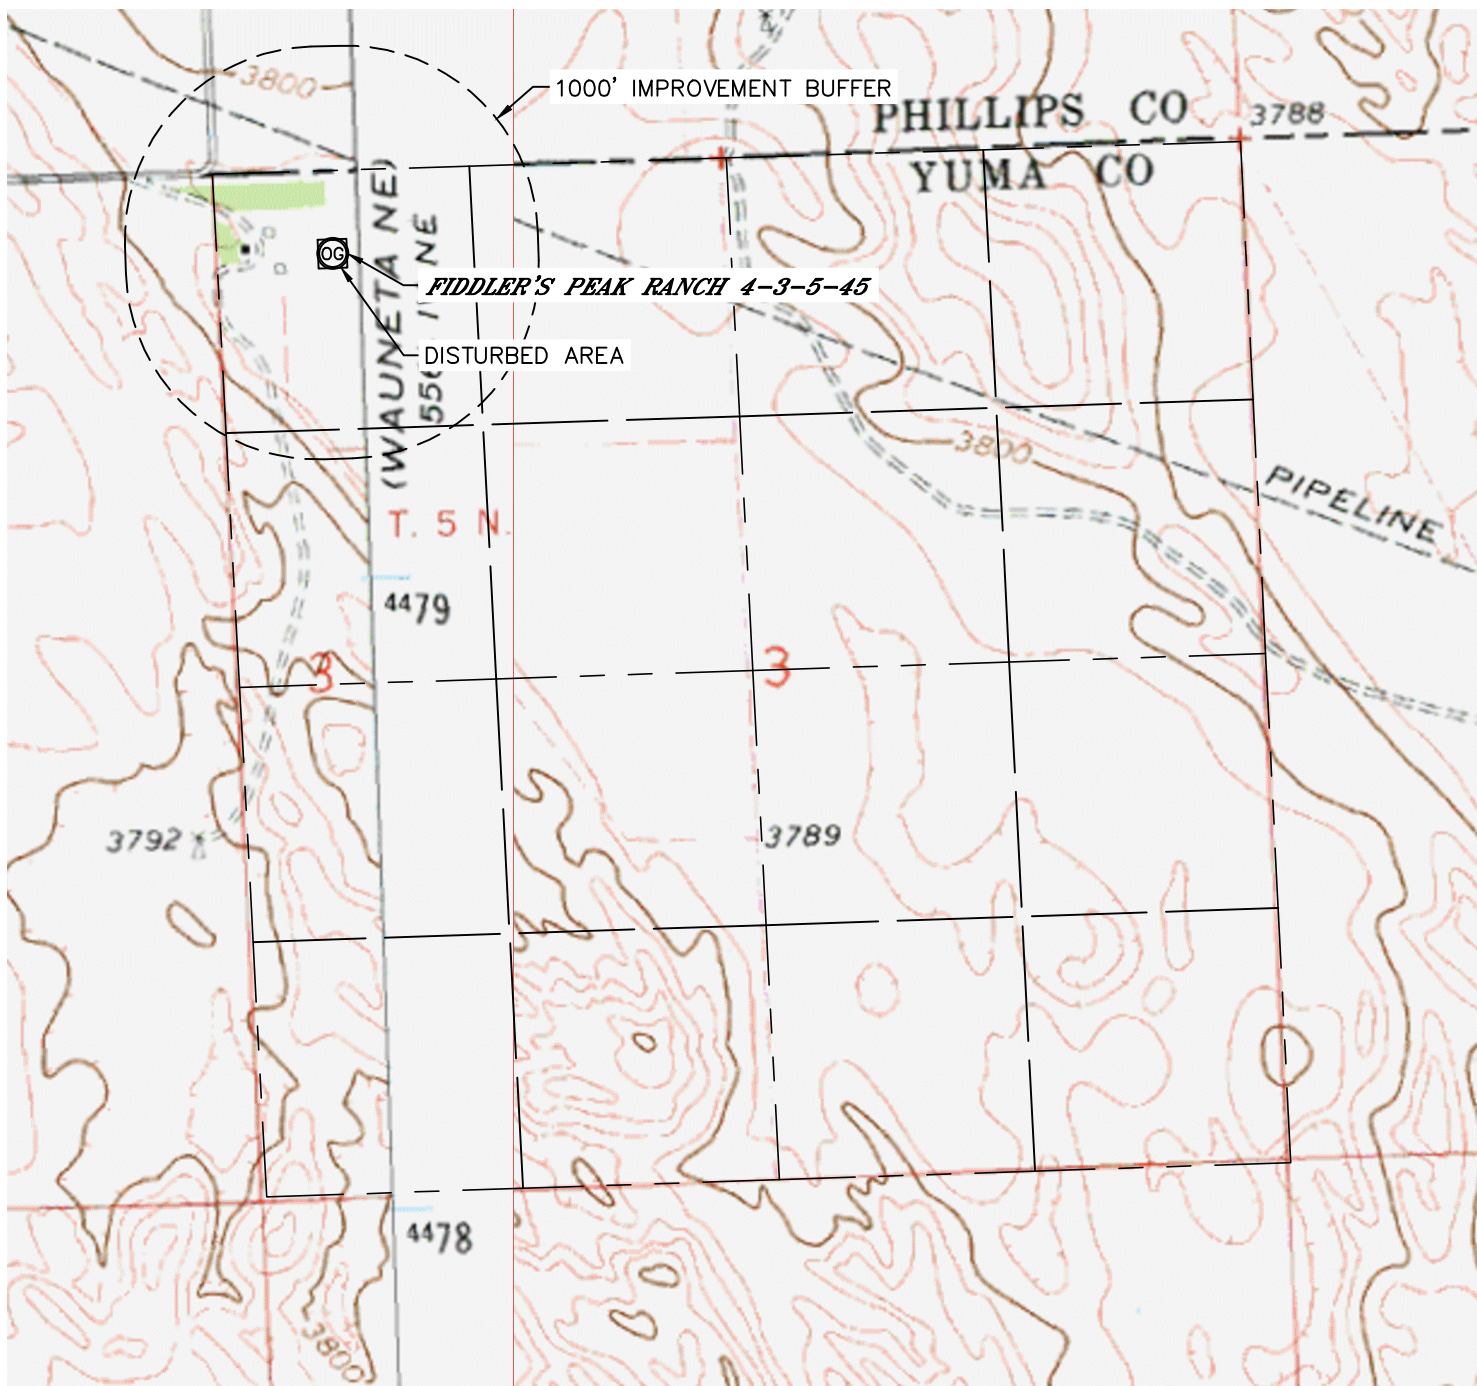 3800
1000' IMPROVEMENT BUFFER
PHILLIPS CO
3788
YUMA CO
(WAUNETA NE)
NE
OG
FIDDLER'S PEAK RANCH 4-3-5-45
DISTURBED AREA
3800
PIPELINE
T. 5 N.
4479
3
3
3792
3789
4478
3800